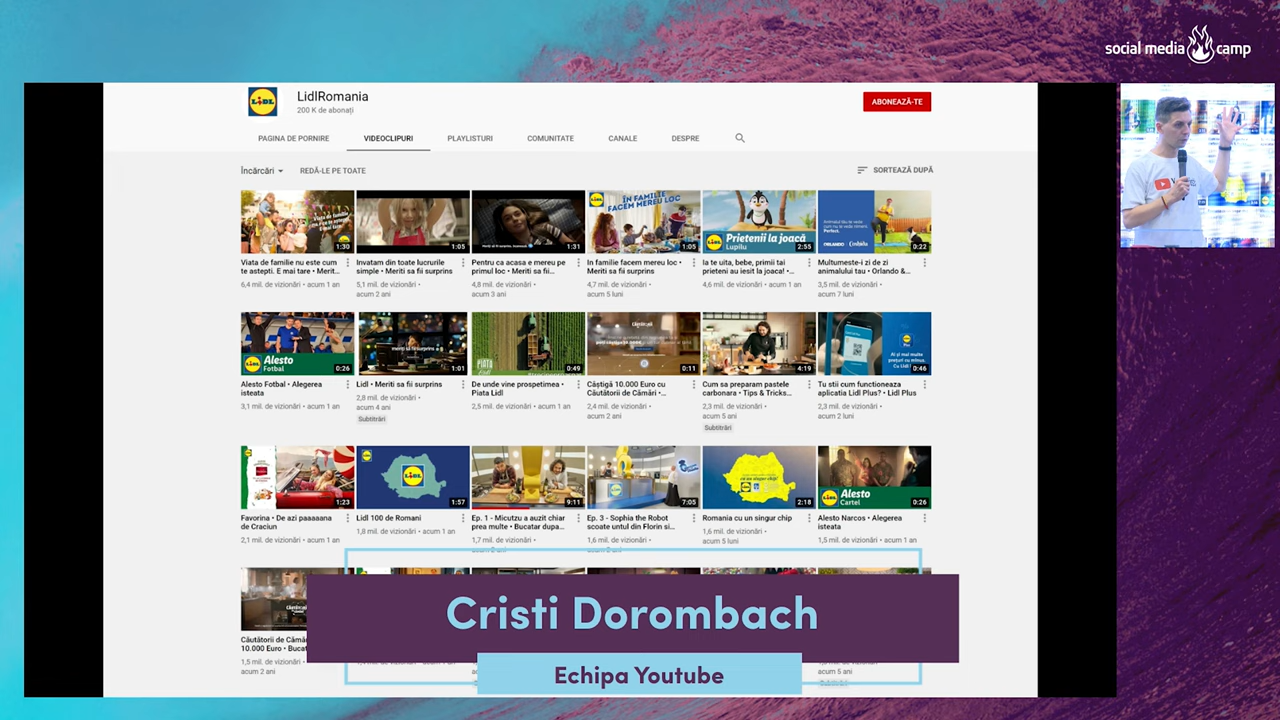 social media camp
LidlRomania
200 K de abonați
ABONEAZĂ-TE
PAGINA DE PORNIRE
VIDEOCLIPURI
PLAYLISTURI
COMUNITATE
CANALE
DESPRE
Încărcări
REDĂ-LE PE TOATE
SORTEAZĂ DUPĂ
1:30
1:05
1:31
ÎN FAMILIE
FACEM MEREU LOC
1:05
Prietenii la joacă!
Lupilu
2:55
0:22
Viata de familie nu este cum
te astepti. E mai tare • Merit...
6,4 mil. de vizionări • acum 1 an
Invatam din toate lucrurile
simple • Meriti sa fii surprins
5,1 mil. de vizionări •
acum 2 ani
Pentru ca acasa e mereu pe
primul loc • Meriti sa fii...
4,8 mil. de vizionări •
acum 3 ani
In familie facem mereu loc •
Meriti sa fii surprins
4,7 mil. de vizionări •
acum 5 luni
Ia te uita, bebe, primii tai
prieteni au iesit la joaca! •...
4,6 mil. de vizionări • acum 1 an
Multumeste-i zi de zi
animalului tau • Orlando &...
3,5 mil. de vizionări •
acum 7 luni
Alesto
Fotbal
0:26
1:01
0:49
0:11
4:19
0:46
Alesto Fotbal • Alegerea
isteata
3,1 mil. de vizionări • acum 1 an
Lidl • Meriti sa fii surprins
2,8 mil. de vizionări •
acum 4 ani
Subtitrări
De unde vine prospetimea •
Piata Lidl
2,5 mil. de vizionări • acum 1 an
Câștigă 10.000 Euro cu
Căutătorii de Cămări •...
2,4 mil. de vizionări •
acum 2 ani
Cum sa preparam pastele
carbonara • Tips & Tricks...
2,3 mil. de vizionări •
acum 5 ani
Subtitrări
Tu stii cum functioneaza
aplicatia Lidl Plus? • Lidl Plus
2,3 mil. de vizionări •
acum 2 luni
1:23
LIDL
1:57
9:11
7:05
2:18
Alesto
Cartel
0:26
Favorina • De azi paaaaana
de Craciun
2,1 mil. de vizionări • acum 1 an
Lidl 100 de Romani
1,8 mil. de vizionări • acum 1 an
Ep. 1 - Micutzu a auzit chiar
prea multe • Bucatar dupa...
1,7 mil. de vizionări •
Ep. 3 - Sophia the Robot
scoate untul din Florin si...
1,6 mil. de vizionări •
Romania cu un singur chip
1,6 mil. de vizionări •
acum 5 luni
Alesto Narcos • Alegerea
isteata
1,5 mil. de vizionări • acum 1 an
Căutătorii de Cămări
10.000 Euro • Bucat
1,5 mil. de vizionări •
acum 2 ani
acum 5 ani
Subtitrări
Cristi Dorombach
Echipa Youtube